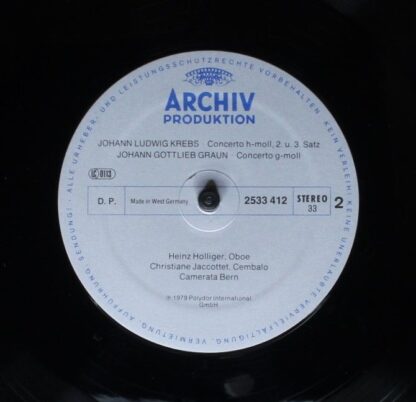 ALLE URHEBER- UND LEISTUNGSSCHUTZRECHTE VORBEHALTEN · KEIN VERLEIH! KEINE UNERLAUBTE VERVIELFÄLTIGUNG, VERMIETUNG, AUFFÜHRUNG, SENDUNG!
ARCHIV
PRODUKTION
JOHANN LUDWIG KREBS Concerto h-moll, 2. u. 3. Satz
JOHANN GOTTLIEB GRAUN Concerto g-moll
LC 0113
D. P. Made in West Germany 2533 412 STEREO 33 2
Heinz Holliger, Oboe
Christiane Jaccottet, Cembalo
Camerata Bern
℗ 1979 Polydor International
GmbH